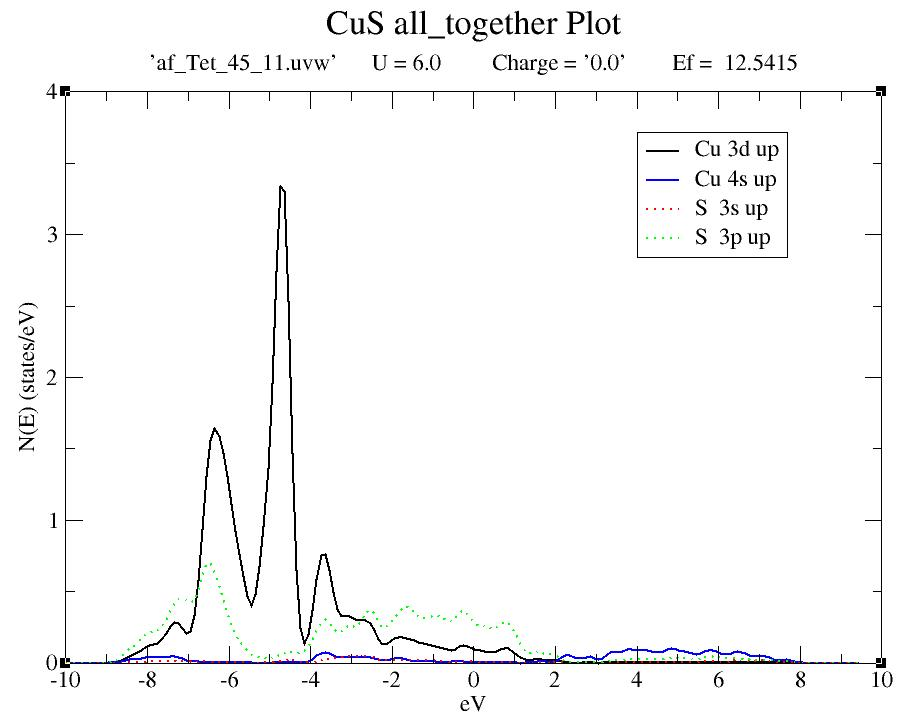 CuS all_together Plot
'af_Tet_45_11.uvw' U = 6.0 Charge = '0.0' Ef = 12.5415
4
3
2
1
0
N(E) (states/eV)
Cu 3d up
Cu 4s up
S 3s up
S 3p up
-10 -8 -6 -4 -2 0 2 4 6 8 10
eV